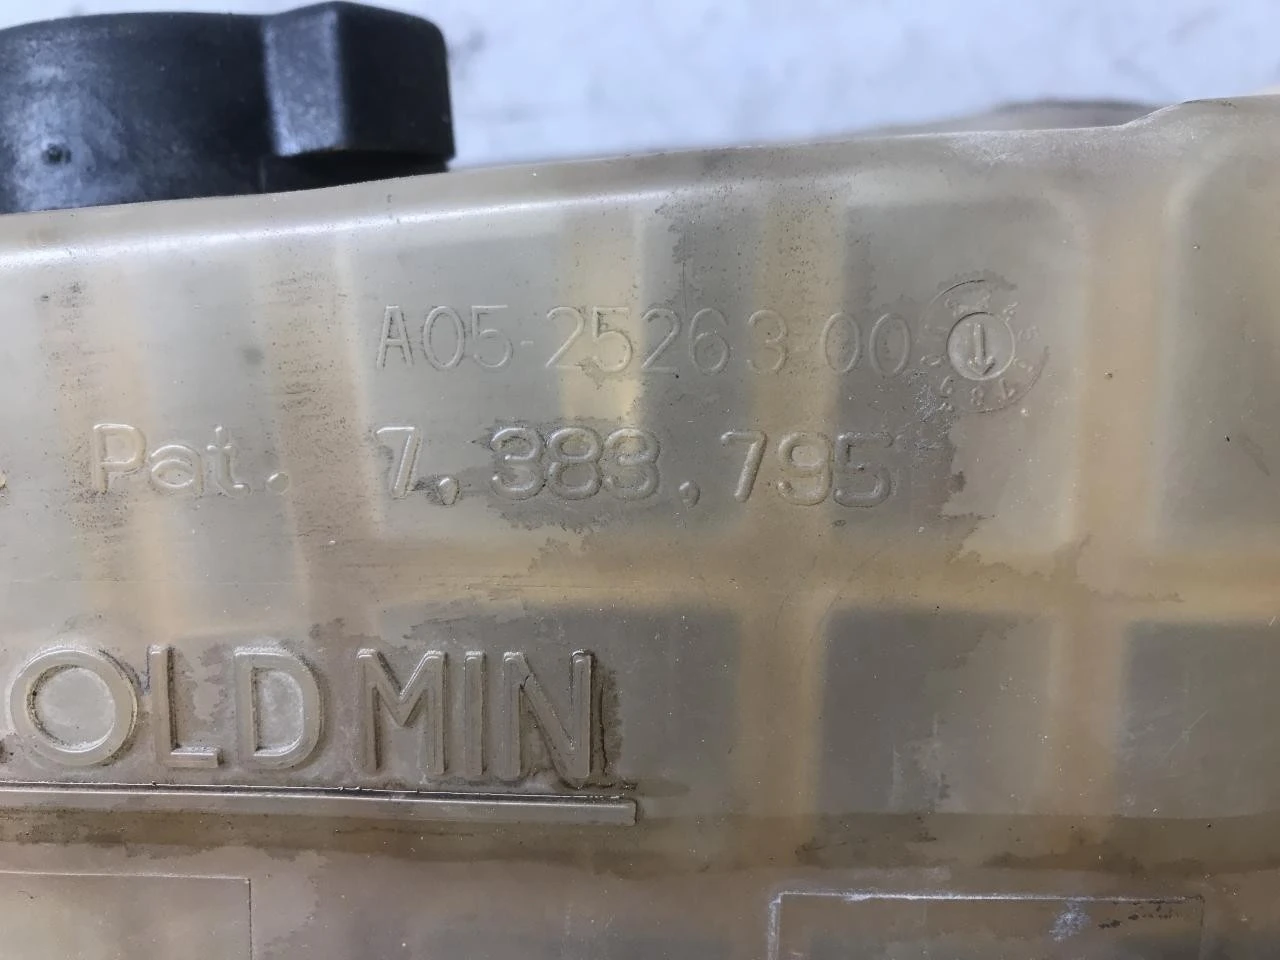 A05-25263-00
Pat. 7,383,795
COLD MIN